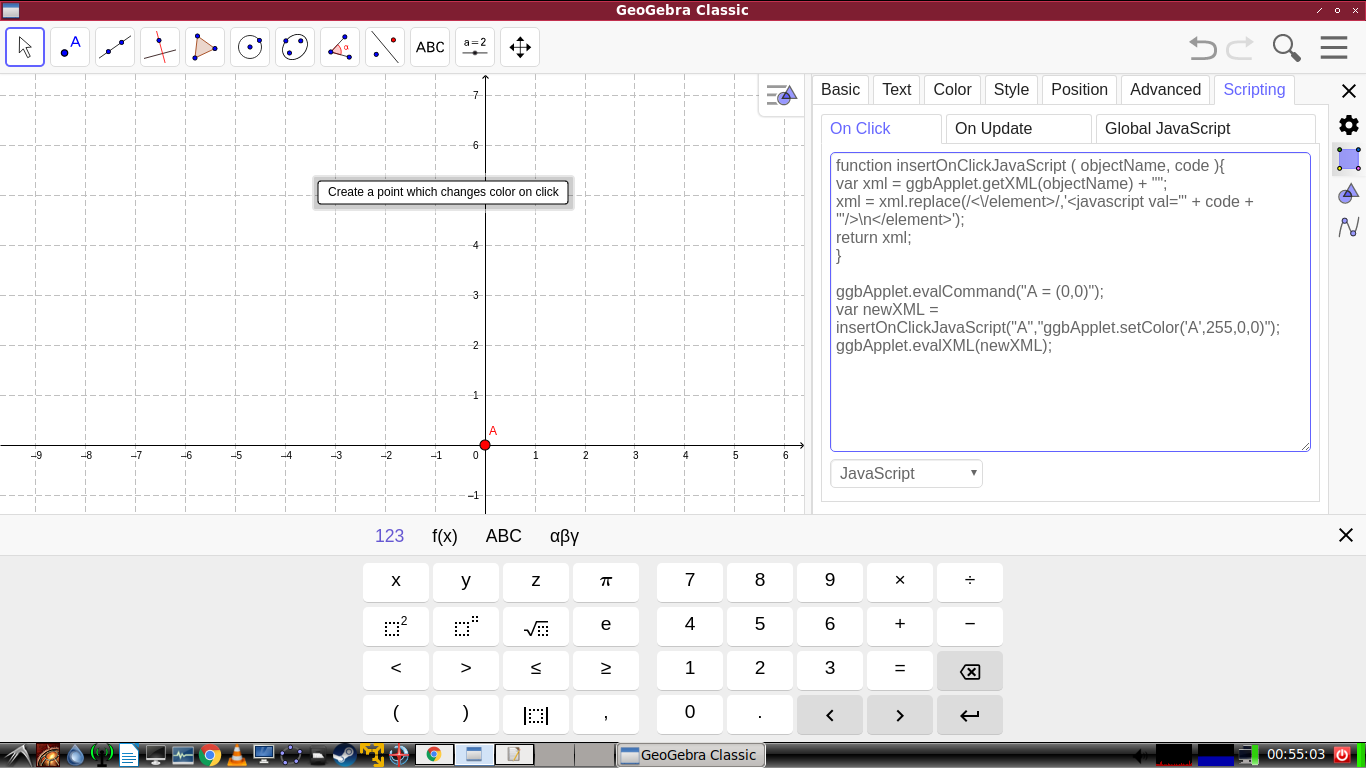 GeoGebra Classic
ABC
a=2
Basic Text Color Style Position Advanced Scripting
On Click On Update Global JavaScript
function insertOnClickJavaScript ( objectName, code ){
var xml = ggbApplet.getXML(objectName) + "";
xml = xml.replace(/<\/element>/,'<javascript val="' + code +
'"/>\n</element>');
return xml;
}
ggbApplet.evalCommand("A = (0,0)");
var newXML =
insertOnClickJavaScript("A","ggbApplet.setColor('A',255,0,0)");
ggbApplet.evalXML(newXML);
JavaScript
7
6
Create a point which changes color on click
4
3
2
1
A
–9 –8 –7 –6 –5 –4 –3 –2 –1 0 1 2 3 4 5 6
–1
123 f(x) ABC αβγ
x y z π 7 8 9 × ÷
2 √ e 4 5 6 + −
< > ≤ ≥ 1 2 3 =
( ) | | , 0 . < >
GeoGebra Classic
00:55:03